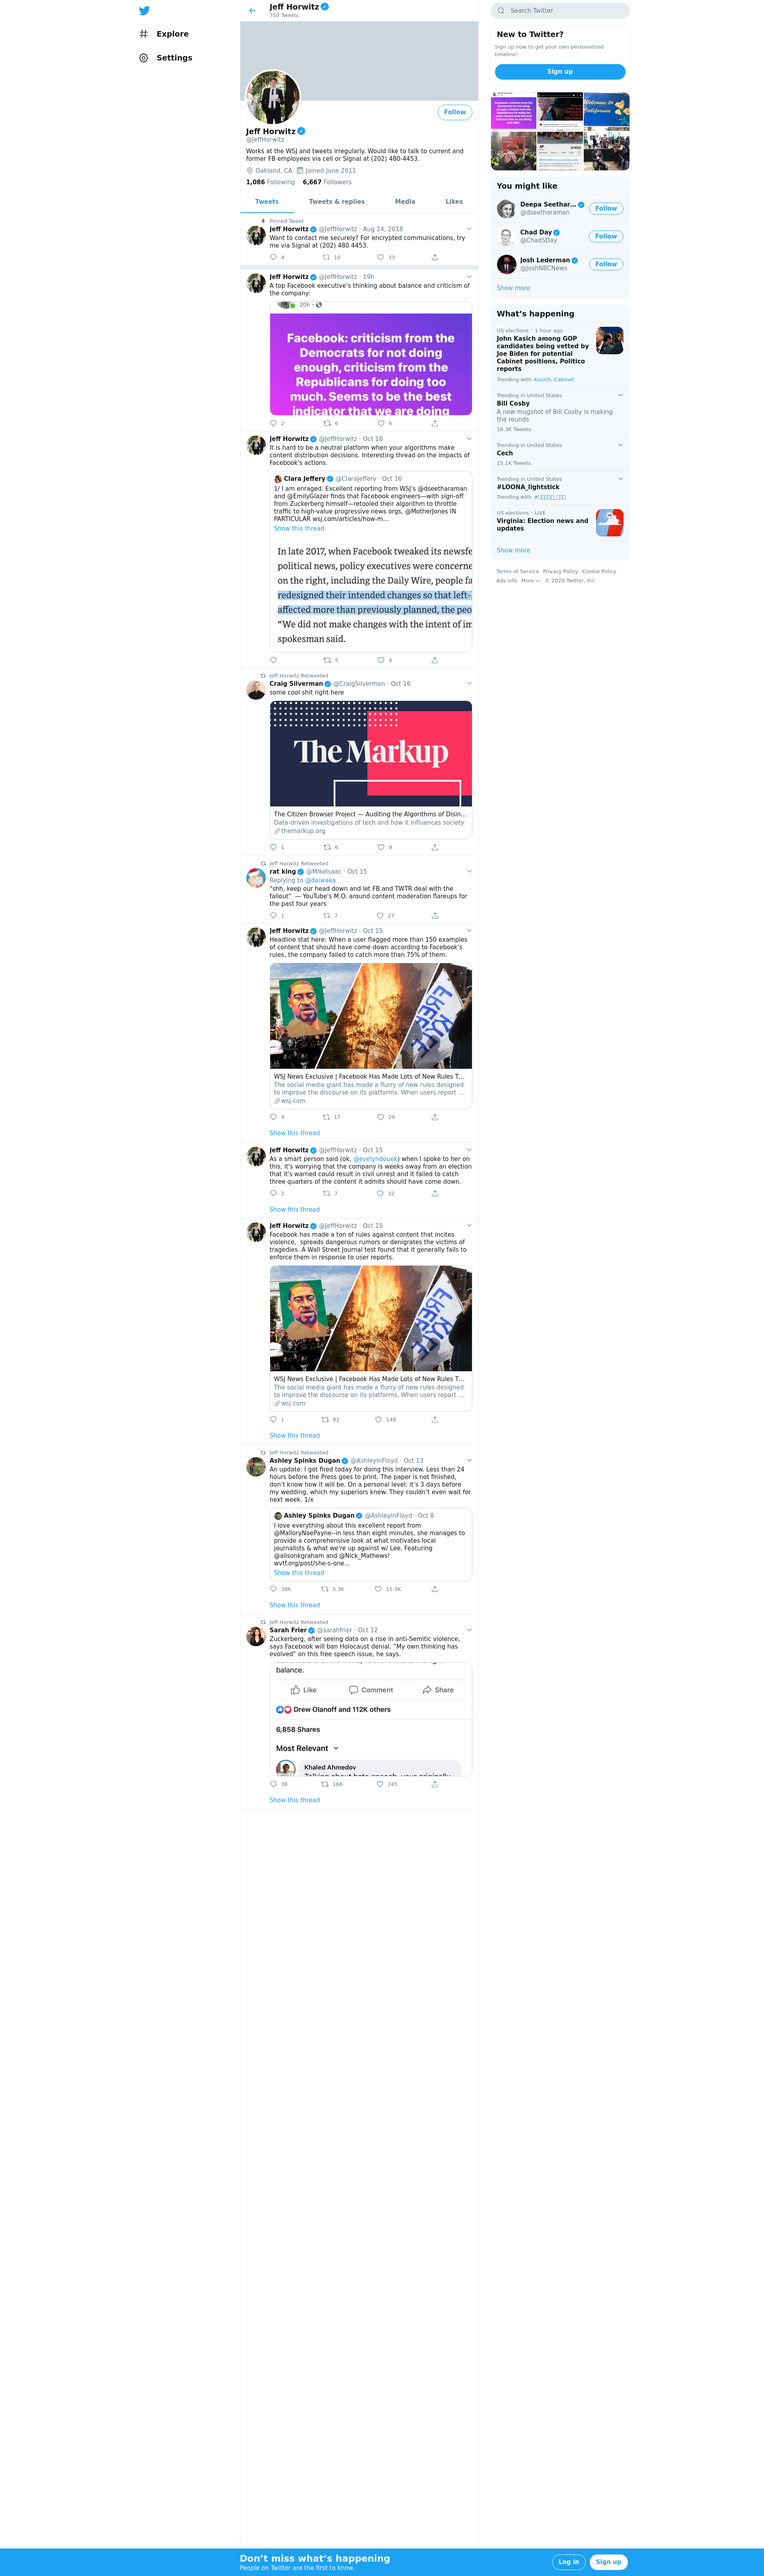 Explore
Settings
Jeff Horwitz
759 Tweets
Follow
Jeff Horwitz
@JeffHorwitz
Works at the WSJ and tweets irregularly. Would like to talk to current and
former FB employees via cell or Signal at (202) 480-4453.
Oakland, CA Joined June 2011
1,086 Following 6,667 Followers
Tweets Tweets & replies Media Likes
Pinned Tweet
Jeff Horwitz @JeffHorwitz · Aug 24, 2018
Want to contact me securely? For encrypted communications, try
me via Signal at (202) 480 4453.
4 10 33
Jeff Horwitz @JeffHorwitz · 19h
A top Facebook executive’s thinking about balance and criticism of
the company:
20h ·
Facebook: criticism from the
Democrats for not doing
enough, criticism from the
Republicans for doing too
much. Seems to be the best
indicator that we are doing
2 6 6
Jeff Horwitz @JeffHorwitz · Oct 16
It is hard to be a neutral platform when your algorithms make
content distribution decisions. Interesting thread on the impacts of
Facebook's actions.
Clara Jeffery @ClaraJeffery · Oct 16
1/ I am enraged. Excellent reporting from WSJ's @dseetharaman
and @EmilyGlazer finds that Facebook engineers—with sign-off
from Zuckerberg himself—retooled their algorithm to throttle
traffic to high-value progressive news orgs, @MotherJones IN
PARTICULAR wsj.com/articles/how-m…
Show this thread
In late 2017, when Facebook tweaked its newsfe
political news, policy executives were concerne
on the right, including the Daily Wire, people fa
redesigned their intended changes so that left-
affected more than previously planned, the peo
“We did not make changes with the intent of im
spokesman said.
5 4
Jeff Horwitz Retweeted
Craig Silverman @CraigSilverman · Oct 16
some cool shit right here
The Markup
The Citizen Browser Project — Auditing the Algorithms of Disin…
Data-driven investigations of tech and how it influences society
themarkup.org
1 6 9
Jeff Horwitz Retweeted
rat king @MikeIsaac · Oct 15
Replying to @daiwaka
"shh, keep our head down and let FB and TWTR deal with the
fallout" — YouTube's M.O. around content moderation flareups for
the past four years
1 7 27
Jeff Horwitz @JeffHorwitz · Oct 15
Headline stat here: When a user flagged more than 150 examples
of content that should have come down according to Facebook's
rules, the company failed to catch more than 75% of them.
WSJ News Exclusive | Facebook Has Made Lots of New Rules T…
The social media giant has made a flurry of new rules designed
to improve the discourse on its platforms. When users report …
wsj.com
4 17 29
Show this thread
Jeff Horwitz @JeffHorwitz · Oct 15
As a smart person said (ok, @evelyndouek) when I spoke to her on
this, it's worrying that the company is weeks away from an election
that it's warned could result in civil unrest and it failed to catch
three quarters of the content it admits should have come down.
2 7 32
Show this thread
Jeff Horwitz @JeffHorwitz · Oct 15
Facebook has made a ton of rules against content that incites
violence, spreads dangerous rumors or denigrates the victims of
tragedies. A Wall Street Journal test found that it generally fails to
enforce them in response to user reports.
WSJ News Exclusive | Facebook Has Made Lots of New Rules T…
The social media giant has made a flurry of new rules designed
to improve the discourse on its platforms. When users report …
wsj.com
1 82 140
Show this thread
Jeff Horwitz Retweeted
Ashley Spinks Dugan @AshleyinFloyd · Oct 13
An update: I got fired today for doing this interview. Less than 24
hours before the Press goes to print. The paper is not finished,
don’t know how it will be. On a personal level: it’s 3 days before
my wedding, which my superiors knew. They couldn’t even wait for
next week. 1/x
Ashley Spinks Dugan @AshleyinFloyd · Oct 8
I love everything about this excellent report from
@MalloryNoePayne--in less than eight minutes, she manages to
provide a comprehensive look at what motivates local
journalists & what we're up against w/ Lee. Featuring
@alisonkgraham and @Nick_Mathews!
wvtf.org/post/she-s-one…
Show this thread
386 5.3K 15.3K
Show this thread
Jeff Horwitz Retweeted
Sarah Frier @sarahfrier · Oct 12
Zuckerberg, after seeing data on a rise in anti-Semitic violence,
says Facebook will ban Holocaust denial. “My own thinking has
evolved” on this free speech issue, he says.
balance.
Like Comment Share
Drew Olanoff and 112K others
6,858 Shares
Most Relevant
Khaled Ahmedov
38 166 245
Show this thread
Search Twitter
New to Twitter?
Sign up now to get your own personalized
timeline!
Sign up
Welcome to
California
You might like
Deepa Seethar…
@dseetharaman
Follow
Chad Day
@ChadSDay
Follow
Josh Lederman
@JoshNBCNews
Follow
Show more
What’s happening
US elections · 1 hour ago
John Kasich among GOP
candidates being vetted by
Joe Biden for potential
Cabinet positions, Politico
reports
Trending with Kasich, Cabinet
Trending in United States
Bill Cosby
A new mugshot of Bill Cosby is making
the rounds
16.3K Tweets
Trending in United States
Cech
15.1K Tweets
Trending in United States
#LOONA_lightstick
Trending with
US elections · LIVE
Virginia: Election news and
updates
Show more
Terms of Service Privacy Policy Cookie Policy
Ads info More © 2020 Twitter, Inc.
Don’t miss what’s happening
People on Twitter are the first to know.
Log in
Sign up